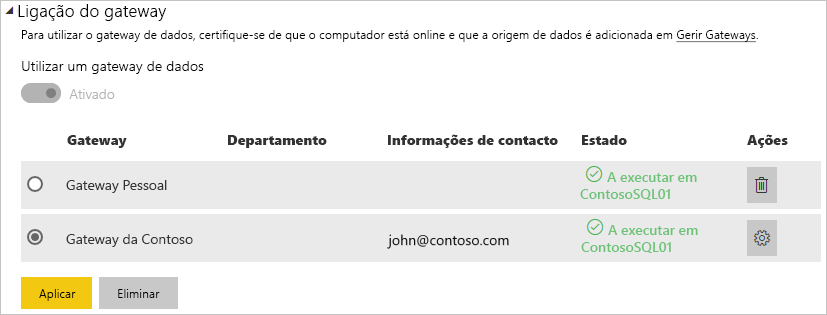 Ligação do gateway
Para utilizar o gateway de dados, certifique-se de que o computador está online e que a origem de dados é adicionada em Gerir Gateways.
Utilizar um gateway de dados
Ativado
Gateway Departamento Informações de contacto Estado Ações
Gateway Pessoal A executar em
ContosoSQL01
Gateway da Contoso john@contoso.com A executar em
ContosoSQL01
Aplicar Eliminar